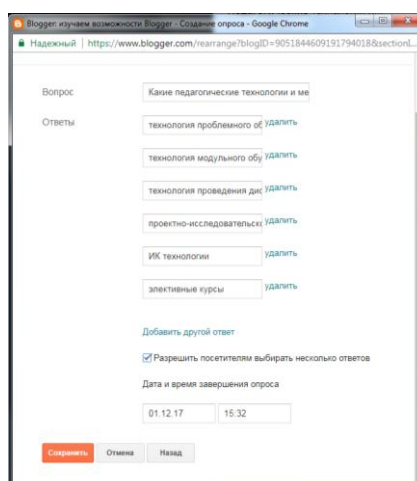 Blogger: изучаем возможности Blogger - Создание опроса - Google Chrome
Надежный | https://www.blogger.com/rearrange?blogID=9051844609191794018&sectionI...
Вопрос Какие педагогические технологии и ме
Ответы технология проблемного об удалить
технология модульного обу удалить
технология проведения дис удалить
проектно-исследовательск удалить
ИК технологии удалить
элективные курсы удалить
Добавить другой ответ
Разрешить посетителям выбирать несколько ответов
Дата и время завершения опроса
01.12.17 15:32
Сохранить Отмена Назад